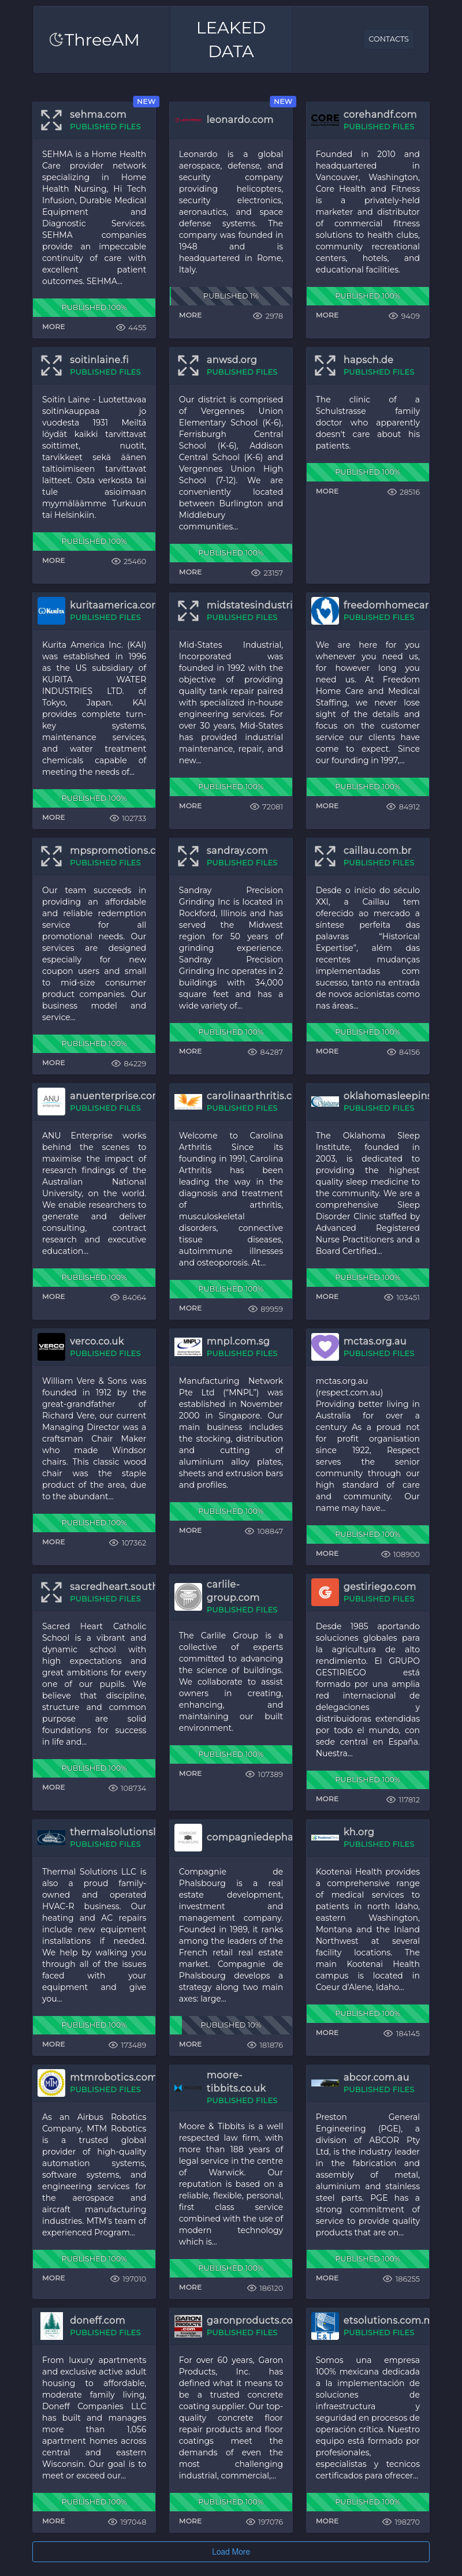 ThreeAM
LEAKED
DATA
CONTACTS
NEW
sehma.com
PUBLISHED FILES
SEHMA is a Home Health
Care provider network
specializing in Home
Health Nursing, Hi Tech
Infusion, Durable Medical
Equipment and
Diagnostic Services.
SEHMA companies
provide an impeccable
continuity of care with
excellent patient
outcomes. SEHMA...
PUBLISHED 100%
MORE 4455
NEW
leonardo.com
Leonardo is a global
aerospace, defense, and
security company
providing helicopters,
security electronics,
aeronautics, and space
defense systems. The
company was founded in
1948 and is
headquartered in Rome,
Italy.
PUBLISHED 1%
MORE 2978
CORE
corehandf.com
PUBLISHED FILES
Founded in 2010 and
headquartered in
Vancouver, Washington,
Core Health and Fitness
is a privately-held
marketer and distributor
of commercial fitness
solutions to health clubs,
community recreational
centers, hotels, and
educational facilities.
PUBLISHED 100%
MORE 9409
soitinlaine.fi
PUBLISHED FILES
Soitin Laine - Luotettavaa
soitinkauppaa jo
vuodesta 1931 Meiltä
löydät kaikki tarvittavat
soittimet, nuotit,
tarvikkeet sekä äänen
taltioimiseen tarvittavat
laitteet. Osta verkosta tai
tule asioimaan
myymäläämme Turkuun
tai Helsinkiin.
PUBLISHED 100%
MORE 25460
anwsd.org
PUBLISHED FILES
Our district is comprised
of Vergennes Union
Elementary School (K-6),
Ferrisburgh Central
School (K-6), Addison
Central School (K-6) and
Vergennes Union High
School (7-12). We are
conveniently located
between Burlington and
Middlebury
communities...
PUBLISHED 100%
MORE 23157
hapsch.de
PUBLISHED FILES
The clinic of a
Schulstrasse family
doctor who apparently
doesn't care about his
patients.
PUBLISHED 100%
MORE 28516
Kurita
kuritaamerica.com
PUBLISHED FILES
Kurita America Inc. (KAI)
was established in 1996
as the US subsidiary of
KURITA WATER
INDUSTRIES LTD. of
Tokyo, Japan. KAI
provides complete turn-
key systems,
maintenance services,
and water treatment
chemicals capable of
meeting the needs of...
PUBLISHED 100%
MORE 102733
midstatesindustri
PUBLISHED FILES
Mid-States Industrial,
Incorporated was
founded in 1992 with the
objective of providing
quality tank repair paired
with specialized in-house
engineering services. For
over 30 years, Mid-States
has provided industrial
maintenance, repair, and
new...
PUBLISHED 100%
MORE 72081
freedomhomecar
PUBLISHED FILES
We are here for you
whenever you need us,
for however long you
need us. At Freedom
Home Care and Medical
Staffing, we never lose
sight of the details and
focus on the customer
service our clients have
come to expect. Since
our founding in 1997,...
PUBLISHED 100%
MORE 84912
mpspromotions.c
PUBLISHED FILES
Our team succeeds in
providing an affordable
and reliable redemption
service for all
promotional needs. Our
services are designed
especially for new
coupon users and small
to mid-size consumer
product companies. Our
business model and
service...
PUBLISHED 100%
MORE 84229
sandray.com
PUBLISHED FILES
Sandray Precision
Grinding Inc is located in
Rockford, Illinois and has
served the Midwest
region for 50 years of
grinding experience.
Sandray Precision
Grinding Inc operates in 2
buildings with 34,000
square feet and has a
wide variety of...
PUBLISHED 100%
MORE 84287
caillau.com.br
PUBLISHED FILES
Desde o início do século
XXI, a Caillau tem
oferecido ao mercado a
síntese perfeita das
palavras “Historical
Expertise”, além das
recentes mudanças
implementadas com
sucesso, tanto na entrada
de novos acionistas como
nas áreas...
PUBLISHED 100%
MORE 84156
ANU
anuenterprise.com
PUBLISHED FILES
ANU Enterprise works
behind the scenes to
maximise the impact of
research findings of the
Australian National
University, on the world.
We enable researchers to
generate and deliver
consulting, contract
research and executive
education...
PUBLISHED 100%
MORE 84064
carolinaarthritis.c
PUBLISHED FILES
Welcome to Carolina
Arthritis Since its
founding in 1991, Carolina
Arthritis has been
leading the way in the
diagnosis and treatment
of arthritis,
musculoskeletal
disorders, connective
tissue diseases,
autoimmune illnesses
and osteoporosis. At...
PUBLISHED 100%
MORE 89959
oklahomasleepins
PUBLISHED FILES
The Oklahoma Sleep
Institute, founded in
2003, is dedicated to
providing the highest
quality sleep medicine to
the community. We are a
comprehensive Sleep
Disorder Clinic staffed by
Advanced Registered
Nurse Practitioners and a
Board Certified...
PUBLISHED 100%
MORE 103451
VERCO
verco.co.uk
PUBLISHED FILES
William Vere & Sons was
founded in 1912 by the
great-grandfather of
Richard Vere, our current
Managing Director was a
craftsman Chair Maker
who made Windsor
chairs. This classic wood
chair was the staple
product of the area, due
to the abundant...
PUBLISHED 100%
MORE 107362
MNPL
mnpl.com.sg
PUBLISHED FILES
Manufacturing Network
Pte Ltd (“MNPL”) was
established in November
2000 in Singapore. Our
main business includes
the stocking, distribution
and cutting of
aluminium alloy plates,
sheets and extrusion bars
and profiles.
PUBLISHED 100%
MORE 108847
mctas.org.au
PUBLISHED FILES
mctas.org.au
(respect.com.au)
Providing better living in
Australia for over a
century As a proud not
for profit organisation
since 1922, Respect
serves the senior
community through our
high standard of care
and community. Our
name may have...
PUBLISHED 100%
MORE 108900
sacredheart.south
PUBLISHED FILES
Sacred Heart Catholic
School is a vibrant and
dynamic school with
high expectations and
great ambitions for every
one of our pupils. We
believe that discipline,
structure and common
purpose are solid
foundations for success
in life and...
PUBLISHED 100%
MORE 108734
carlile-
group.com
PUBLISHED FILES
The Carlile Group is a
collective of experts
committed to advancing
the science of buildings.
We collaborate to assist
owners in creating,
enhancing, and
maintaining our built
environment.
PUBLISHED 100%
MORE 107389
gestiriego.com
PUBLISHED FILES
Desde 1985 aportando
soluciones globales para
la agricultura de alto
rendimiento. El GRUPO
GESTIRIEGO está
formado por una amplia
red internacional de
delegaciones y
distribuidoras extendidas
por todo el mundo, con
sede central en España.
Nuestra...
PUBLISHED 100%
MORE 117812
thermalsolutionsl
PUBLISHED FILES
Thermal Solutions LLC is
also a proud family-
owned and operated
HVAC-R business. Our
heating and AC repairs
include new equipment
installations if needed.
We help by walking you
through all of the issues
faced with your
equipment and give
you...
PUBLISHED 100%
MORE 173489
compagniedepha
Compagnie de
Phalsbourg is a real
estate development,
investment and
management company.
Founded in 1989, it ranks
among the leaders of the
French retail real estate
market. Compagnie de
Phalsbourg develops a
strategy along two main
axes: large...
PUBLISHED 10%
MORE 181876
kh.org
PUBLISHED FILES
Kootenai Health provides
a comprehensive range
of medical services to
patients in north Idaho,
eastern Washington,
Montana and the Inland
Northwest at several
facility locations. The
main Kootenai Health
campus is located in
Coeur d'Alene, Idaho...
PUBLISHED 100%
MORE 184145
MTM
mtmrobotics.com
PUBLISHED FILES
As an Airbus Robotics
Company, MTM Robotics
is a trusted global
provider of high-quality
automation systems,
software systems, and
engineering services for
the aerospace and
aircraft manufacturing
industries. MTM's team of
experienced Program...
PUBLISHED 100%
MORE 197010
moore-
tibbits.co.uk
PUBLISHED FILES
Moore & Tibbits is a well
respected law firm, with
more than 188 years of
legal service in the centre
of Warwick. Our
reputation is based on a
reliable, flexible, personal,
first class service
combined with the use of
modern technology
which is...
PUBLISHED 100%
MORE 186120
abcor.com.au
PUBLISHED FILES
Preston General
Engineering (PGE), a
division of ABCOR Pty
Ltd, is the industry leader
in the fabrication and
assembly of metal,
aluminium and stainless
steel parts. PGE has a
strong commitment of
service to provide quality
products that are on...
PUBLISHED 100%
MORE 186255
doneff.com
PUBLISHED FILES
From luxury apartments
and exclusive active adult
housing to affordable,
moderate family living,
Doneff Companies LLC
has built and manages
more than 1,056
apartment homes across
central and eastern
Wisconsin. Our goal is to
meet or exceed our...
PUBLISHED 100%
MORE 197048
GARON
PRODUCTS
.com
garonproducts.co
PUBLISHED FILES
For over 60 years, Garon
Products, Inc. has
defined what it means to
be a trusted concrete
coating supplier. Our top-
quality concrete floor
repair products and floor
coatings meet the
demands of even the
most challenging
industrial, commercial,...
PUBLISHED 100%
MORE 197076
etsolutions.com.m
PUBLISHED FILES
Somos una empresa
100% mexicana dedicada
a la implementación de
soluciones de
infraestructura y
seguridad en procesos de
operación crítica. Nuestro
equipo está formado por
profesionales,
especialistas y tecnicos
certificados para ofrecer...
PUBLISHED 100%
MORE 198270
Load More